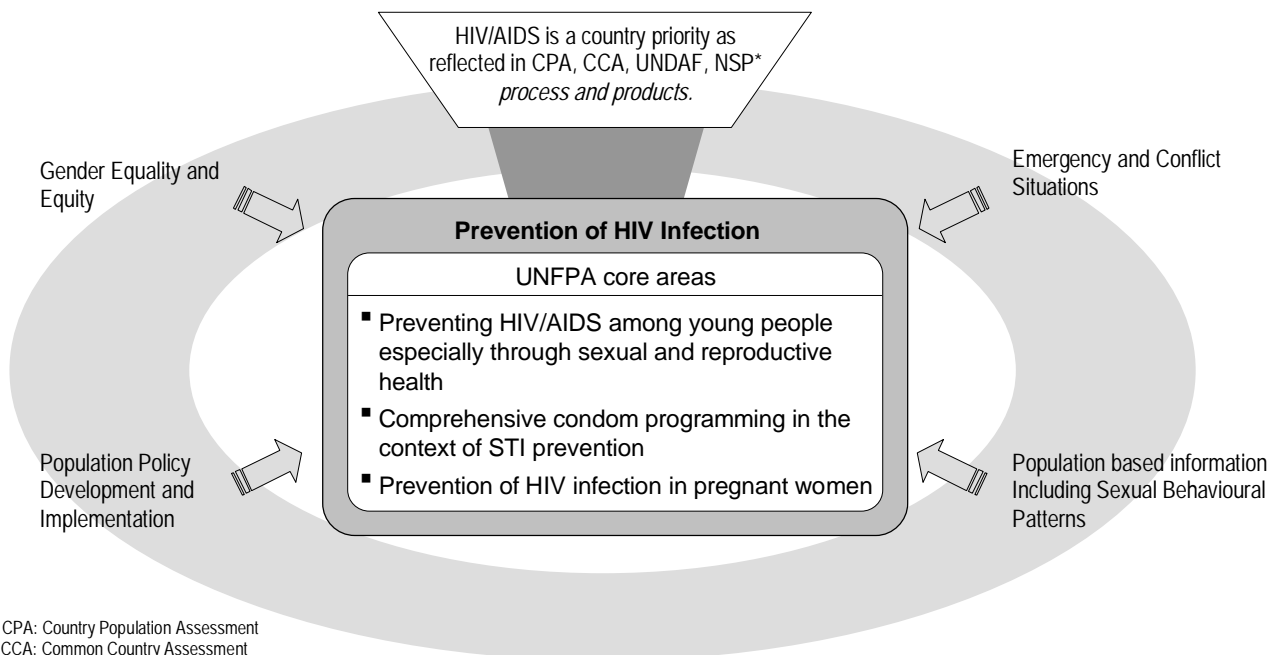 HIV/AIDS is a country priority as
reflected in CPA, CCA, UNDAF, NSP*
process and products.
Gender Equality and
Equity
Emergency and Conflict
Situations
Prevention of HIV Infection
UNFPA core areas
▪ Preventing HIV/AIDS among young people
especially through sexual and reproductive
health
▪ Comprehensive condom programming in the
context of STI prevention
▪ Prevention of HIV infection in pregnant women
Population Policy
Development and
Implementation
Population based information
Including Sexual Behavioural
Patterns
CPA: Country Population Assessment
CCA: Common Country Assessment